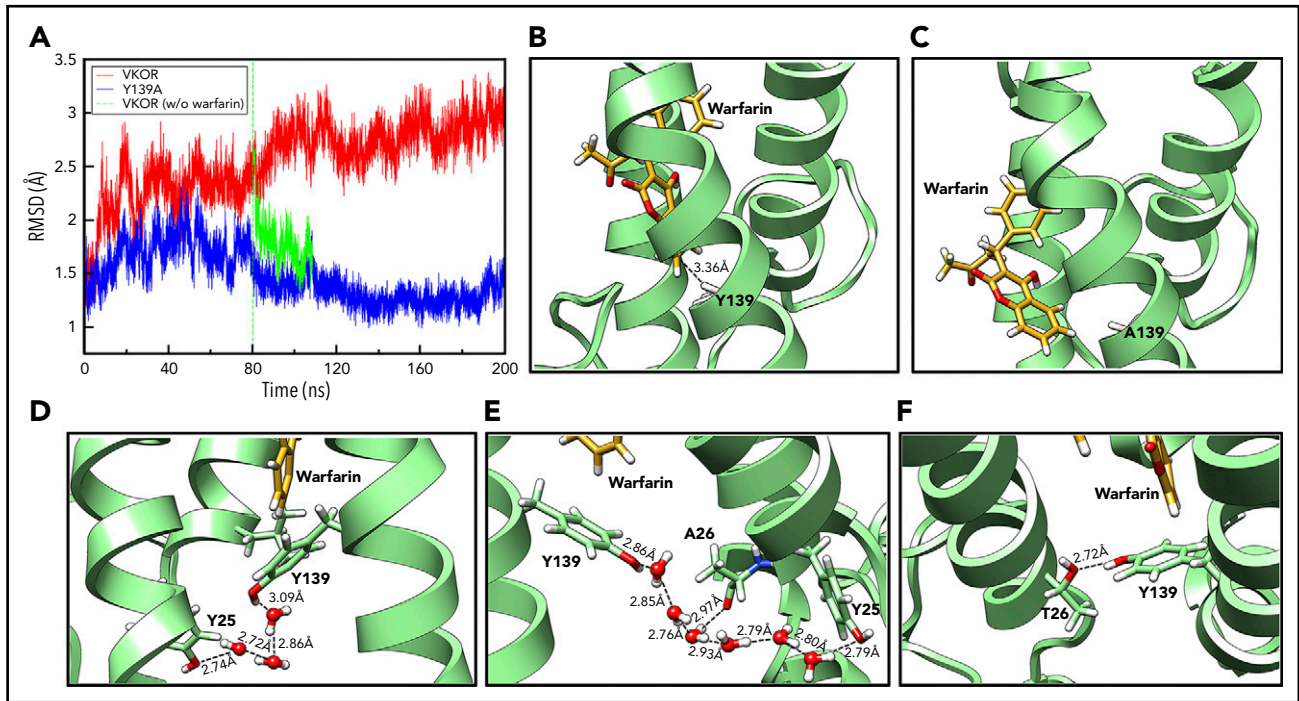 A
B
C
3.5
3
2.5
2
1.5
1
RMSD (Å)
VKOR
Y139A
VKOR (w/o warfarin)
0
40
80
120
160
200
Time (ns)
Warfarin
3.36Å
Y139
Warfarin
A139
D
E
F
Warfarin
Y139
3.09Å
Y25
2.72Å
2.86Å
2.74Å
Warfarin
2.86Å
A26
Y139
2.85Å
2.97Å
Y25
2.76Å
2.79Å
2.80Å
2.93Å
2.79Å
Warfarin
2.72Å
Y139
T26